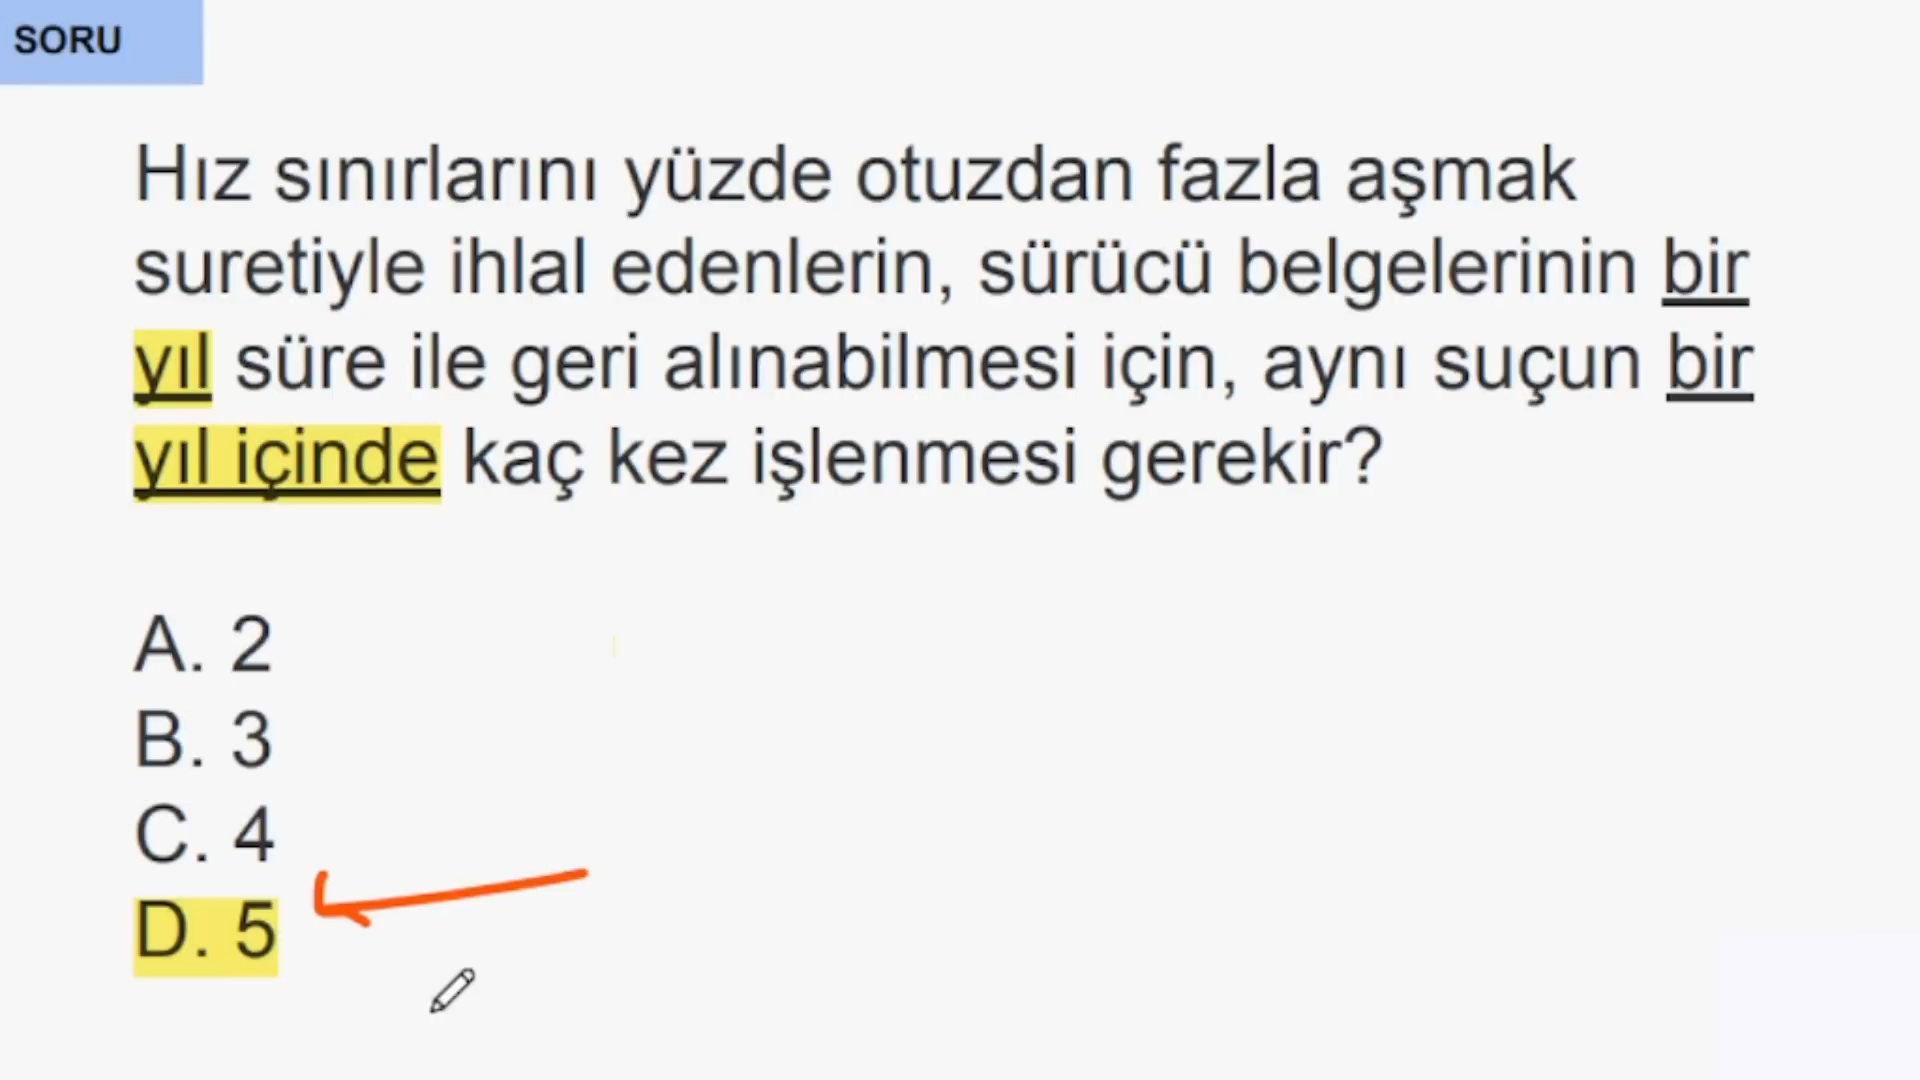 SORU
Hız sınırlarını yüzde otuzdan fazla aşmak
suretiyle ihlal edenlerin, sürücü belgelerinin bir
yıl süre ile geri alınabilmesi için, aynı suçun bir
yıl içinde kaç kez işlenmesi gerekir?
A. 2
B. 3
C. 4
D. 5